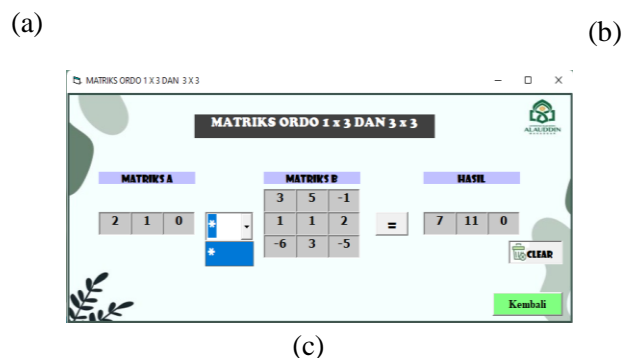 (a)
(b)
MATRIKS ORDO 1 X 3 DAN 3 X 3
MATRIKS ORDO 1 x 3 DAN 3 x 3
ALAUDDIN
MATRIKS A
MATRIKS B
HASIL
3 5 -1
2 1 0 * 1 1 2 = 7 11 0
* -6 3 -5
CLEAR
Kembali
(c)